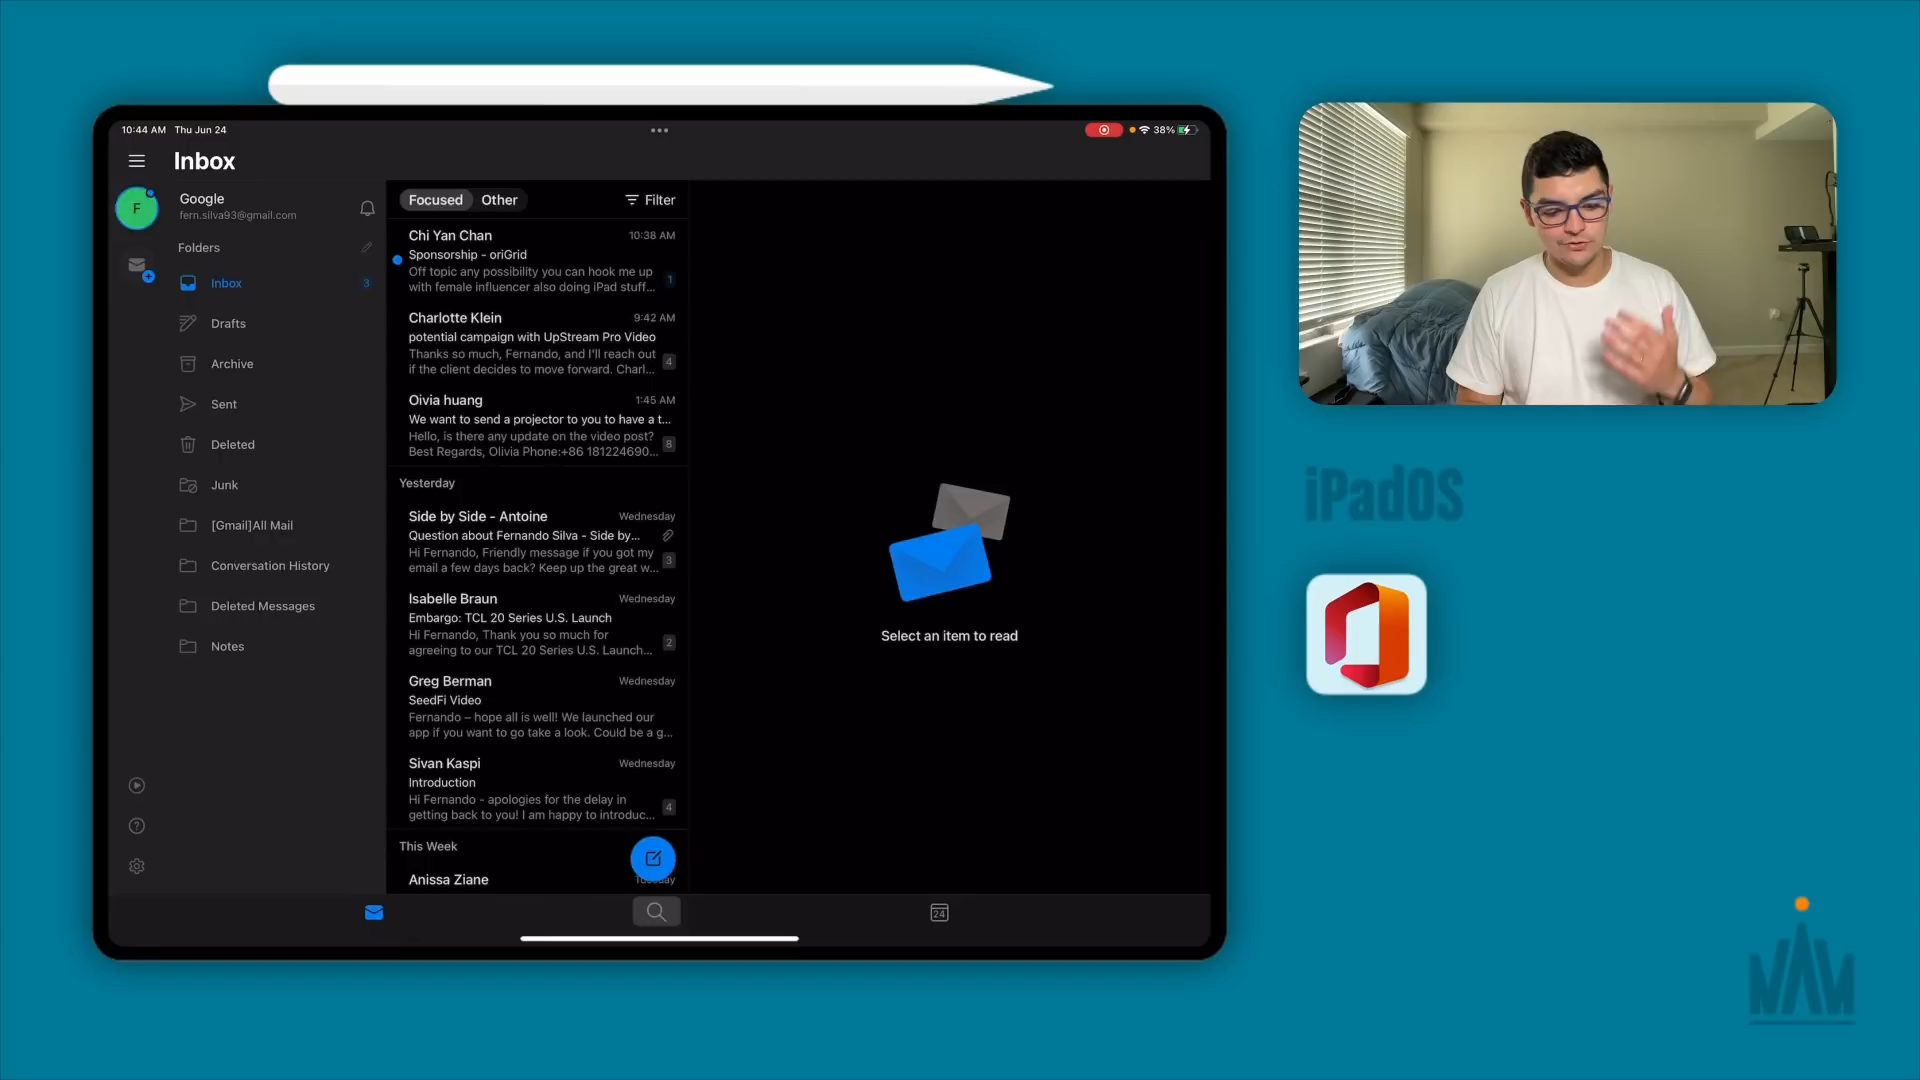 10:44 AM Thu Jun 24
38%
Inbox
F
Google
fern.silva93@gmail.com
Folders
Inbox 3
Drafts
Archive
Sent
Deleted
Junk
[Gmail]All Mail
Conversation History
Deleted Messages
Notes
Focused Other Filter
Chi Yan Chan 10:38 AM
Sponsorship - oriGrid
Off topic any possibility you can hook me up
with female influencer also doing iPad stuff... 1
Charlotte Klein 9:42 AM
potential campaign with UpStream Pro Video
Thanks so much, Fernando, and I'll reach out
if the client decides to move forward. Charl... 4
Oivia huang 1:45 AM
We want to send a projector to you to have a t...
Hello, is there any update on the video post?
Best Regards, Olivia Phone:+86 181224690... 8
Yesterday
Side by Side - Antoine Wednesday
Question about Fernando Silva - Side by...
Hi Fernando, Friendly message if you got my
email a few days back? Keep up the great w... 3
Isabelle Braun Wednesday
Embargo: TCL 20 Series U.S. Launch
Hi Fernando, Thank you so much for
agreeing to our TCL 20 Series U.S. Launch... 2
Greg Berman Wednesday
SeedFi Video
Fernando – hope all is well! We launched our
app if you want to go take a look. Could be a g...
Sivan Kaspi Wednesday
Introduction
Hi Fernando - apologies for the delay in
getting back to you! I am happy to introduc... 4
This Week
Anissa Ziane Tuesday
24
Select an item to read
iPadOS